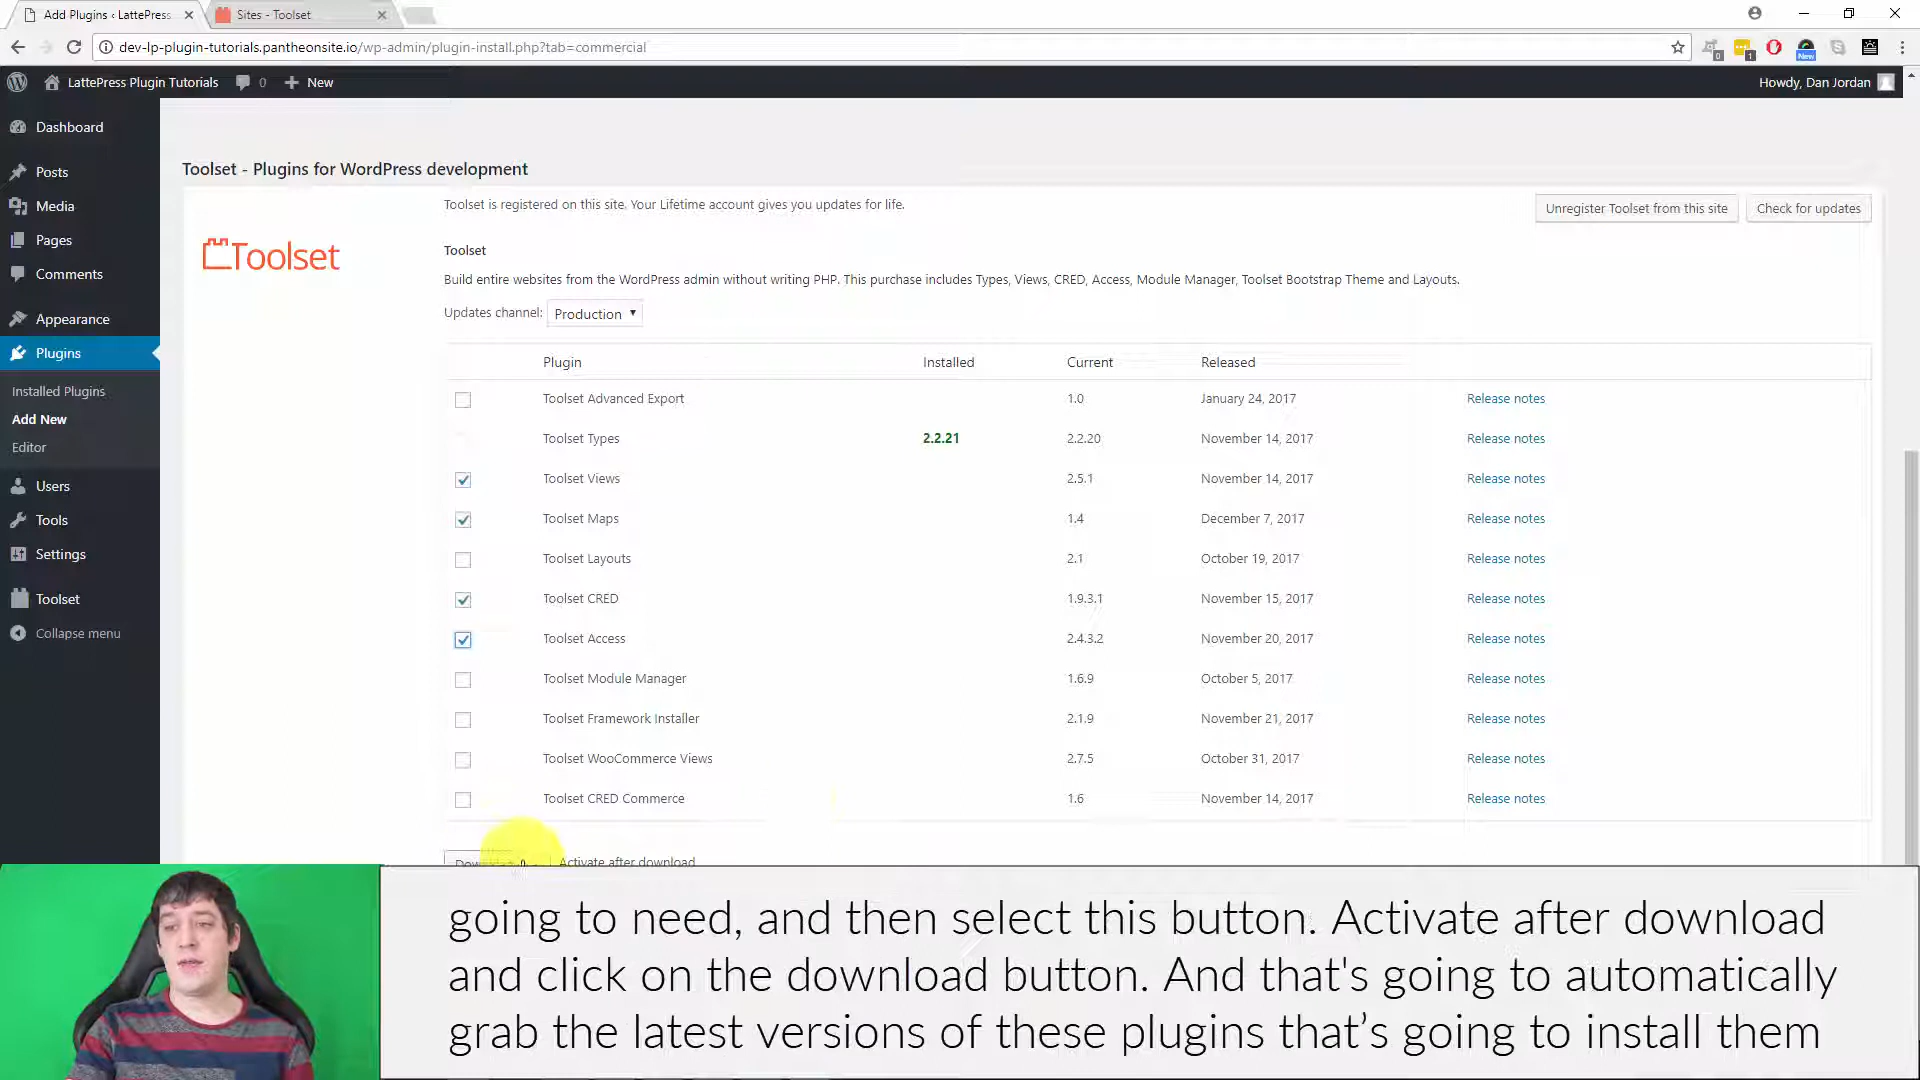 Add Plugins ‹ LattePress
Sites - Toolset
dev-lp-plugin-tutorials.pantheonsite.io/wp-admin/plugin-install.php?tab=commercial
0
1
New
LattePress Plugin Tutorials
0
New
Howdy, Dan Jordan
Dashboard
Posts
Media
Pages
Comments
Appearance
Plugins
Installed Plugins
Add New
Editor
Users
Tools
Settings
Toolset
Collapse menu
Toolset - Plugins for WordPress development
Toolset is registered on this site. Your Lifetime account gives you updates for life.
Unregister Toolset from this site
Check for updates
Toolset
Toolset
Build entire websites from the WordPress admin without writing PHP. This purchase includes Types, Views, CRED, Access, Module Manager, Toolset Bootstrap Theme and Layouts.
Updates channel: Production
Plugin Installed Current Released
Toolset Advanced Export 1.0 January 24, 2017 Release notes
Toolset Types 2.2.21 2.2.20 November 14, 2017 Release notes
Toolset Views 2.5.1 November 14, 2017 Release notes
Toolset Maps 1.4 December 7, 2017 Release notes
Toolset Layouts 2.1 October 19, 2017 Release notes
Toolset CRED 1.9.3.1 November 15, 2017 Release notes
Toolset Access 2.4.3.2 November 20, 2017 Release notes
Toolset Module Manager 1.6.9 October 5, 2017 Release notes
Toolset Framework Installer 2.1.9 November 21, 2017 Release notes
Toolset WooCommerce Views 2.7.5 October 31, 2017 Release notes
Toolset CRED Commerce 1.6 November 14, 2017 Release notes
Activate after download
going to need, and then select this button. Activate after download
and click on the download button. And that's going to automatically
grab the latest versions of these plugins that’s going to install them